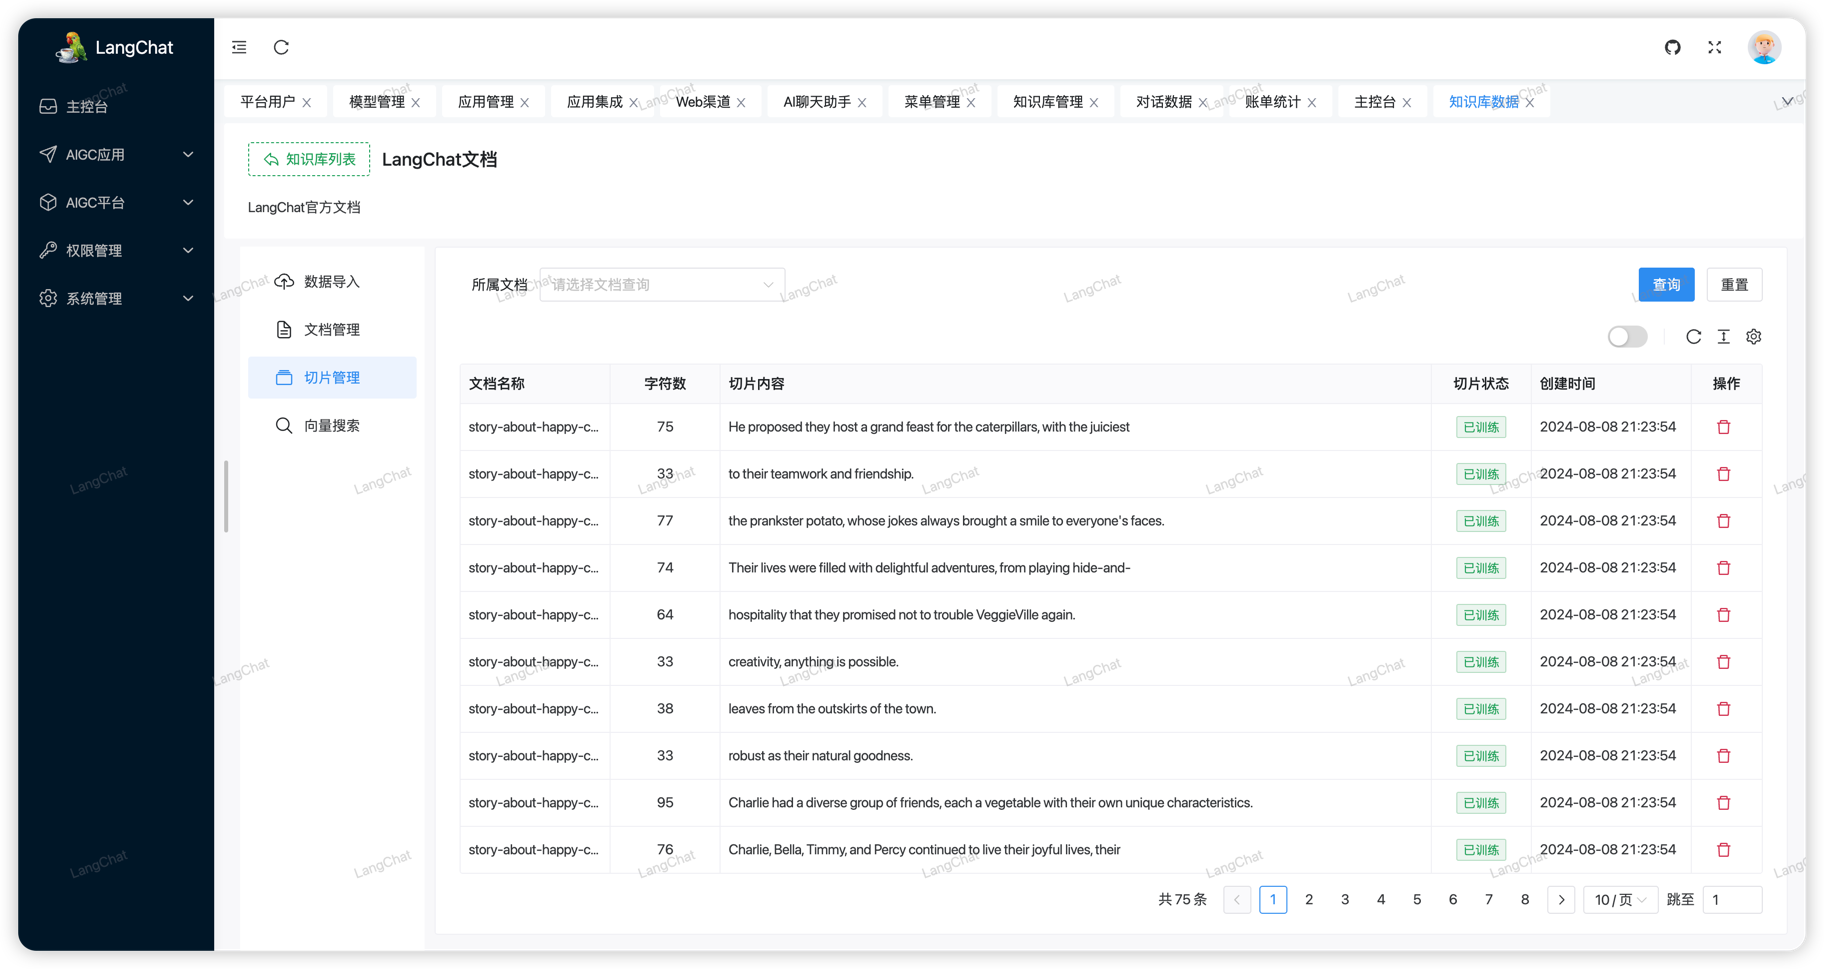 LangChat
主控台
AIGC应用
AIGC平台
权限管理
系统管理
平台用户 模型管理 应用管理 应用集成 Web渠道 AI聊天助手 菜单管理 知识库管理 对话数据 账单统计 主控台 知识库数据
知识库列表 LangChat文档
LangChat官方文档
数据导入
文档管理
切片管理
向量搜索
所属文档 请选择文档查询 查询 重置
文档名称 字符数 切片内容 切片状态 创建时间 操作
story-about-happy-c... 75 He proposed they host a grand feast for the caterpillars, with the juiciest 已训练 2024-08-08 21:23:54
story-about-happy-c... 33 to their teamwork and friendship. 已训练 2024-08-08 21:23:54
story-about-happy-c... 77 the prankster potato, whose jokes always brought a smile to everyone's faces. 已训练 2024-08-08 21:23:54
story-about-happy-c... 74 Their lives were filled with delightful adventures, from playing hide-and- 已训练 2024-08-08 21:23:54
story-about-happy-c... 64 hospitality that they promised not to trouble VeggieVille again. 已训练 2024-08-08 21:23:54
story-about-happy-c... 33 creativity, anything is possible. 已训练 2024-08-08 21:23:54
story-about-happy-c... 38 leaves from the outskirts of the town. 已训练 2024-08-08 21:23:54
story-about-happy-c... 33 robust as their natural goodness. 已训练 2024-08-08 21:23:54
story-about-happy-c... 95 Charlie had a diverse group of friends, each a vegetable with their own unique characteristics. 已训练 2024-08-08 21:23:54
story-about-happy-c... 76 Charlie, Bella, Timmy, and Percy continued to live their joyful lives, their 已训练 2024-08-08 21:23:54
共 75 条 1 2 3 4 5 6 7 8 10 / 页 跳至 1